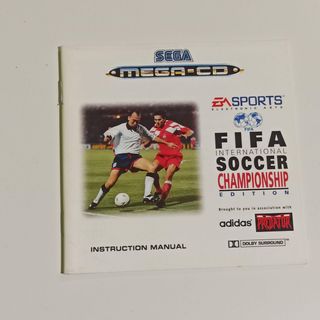 SEGA
MEGA-CD
EA SPORTS
ELECTRONIC ARTS
FIFA
FIFA
INTERNATIONAL
SOCCER
CHAMPIONSHIP
EDITION
Brought to you in association with
adidas
PREDATOR
DOLBY SURROUND
INSTRUCTION MANUAL